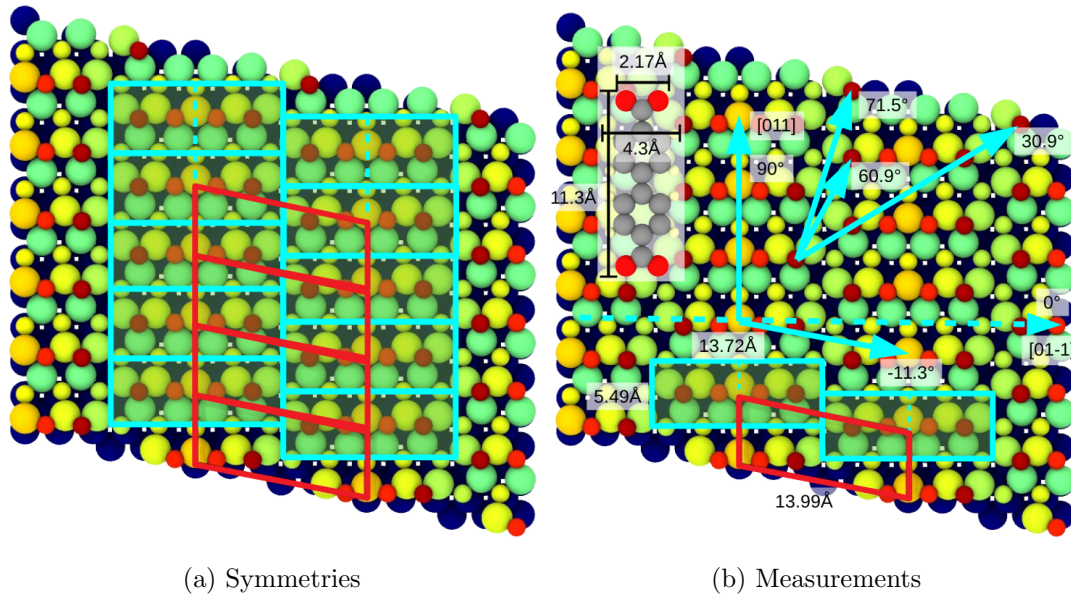 2.17Å
4.3Å
11.3Å
[011]
90°
71.5°
60.9°
30.9°
0°
[01-1]
-11.3°
13.72Å
5.49Å
13.99Å
(a) Symmetries
(b) Measurements